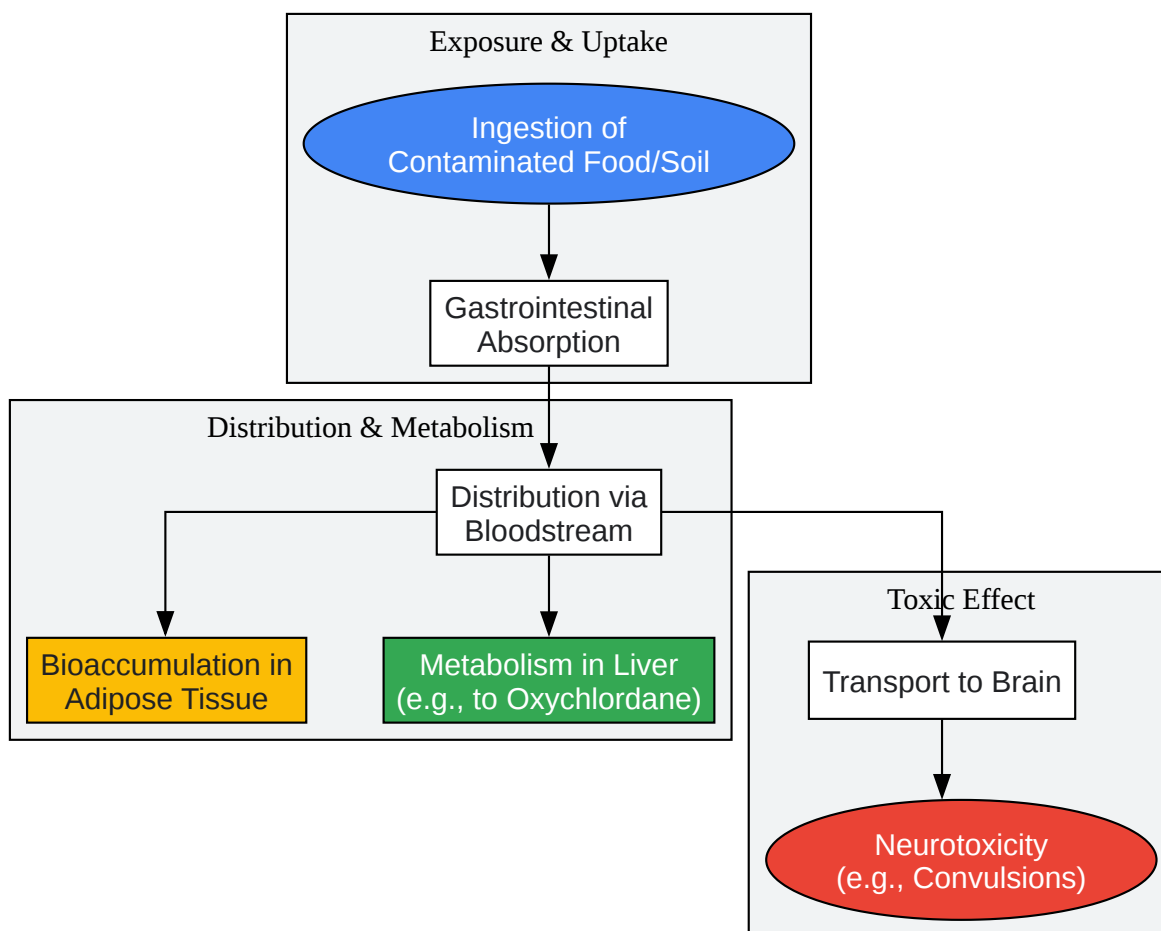 Exposure & Uptake
Ingestion of
Contaminated Food/Soil
Gastrointestinal
Absorption
Distribution & Metabolism
Distribution via
Bloodstream
Bioaccumulation in
Adipose Tissue
Metabolism in Liver
(e.g., to Oxychlordane)
Toxic Effect
Transport to Brain
Neurotoxicity
(e.g., Convulsions)